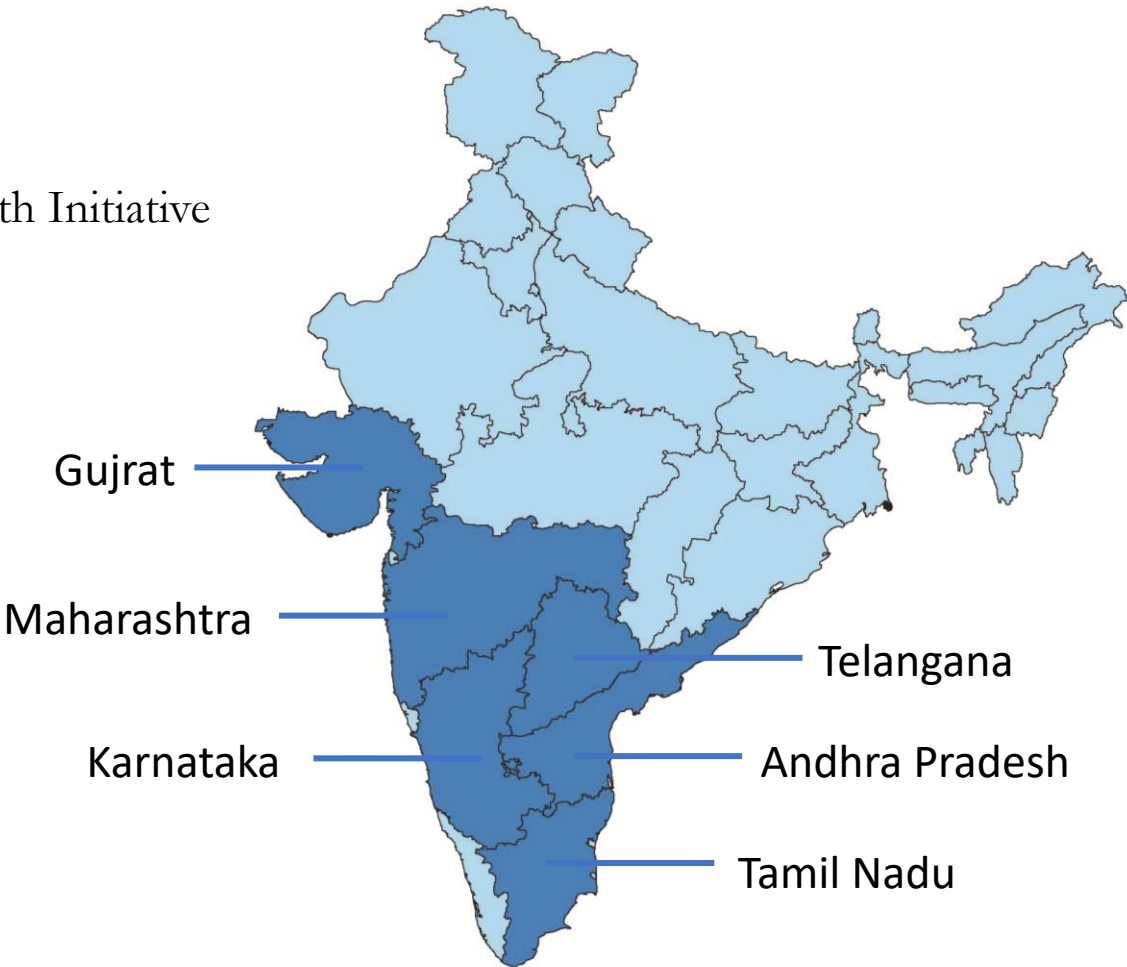 th Initiative
Gujrat
Maharashtra
Telangana
Karnataka
Andhra Pradesh
Tamil Nadu